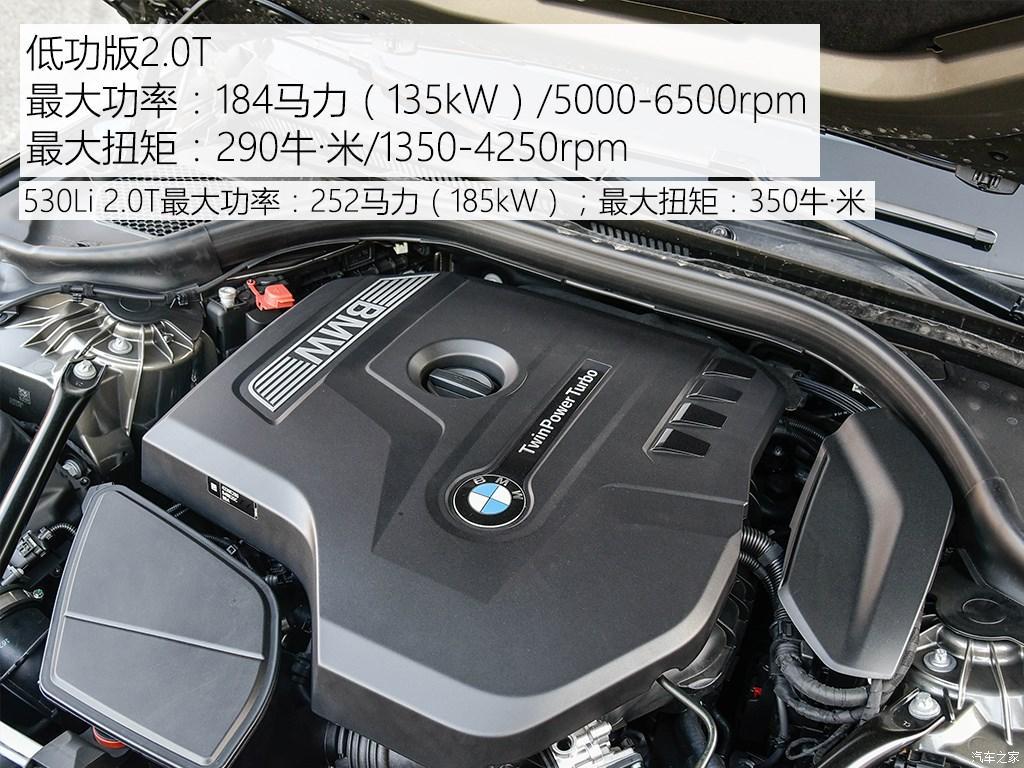 低功版2.0T
最大功率：184马力（135kW）/5000-6500rpm
最大扭矩：290牛·米/1350-4250rpm
530Li 2.0T最大功率：252马力（185kW）；最大扭矩：350牛·米
BMW
TwinPower Turbo
BMW
汽车之家